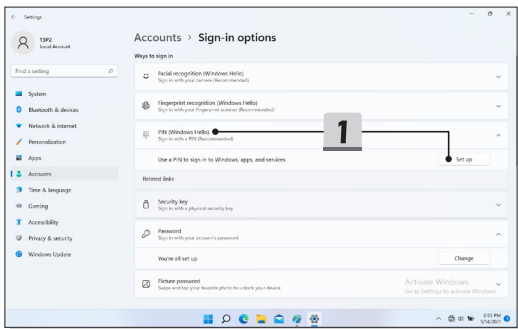 Settings
13P2
Local Account
Find a setting
System
Bluetooth & devices
Network & internet
Personalization
Apps
Accounts
Time & language
Gaming
Accessibility
Privacy & security
Windows Update
Accounts > Sign-in options
Ways to sign in
Facial recognition (Windows Hello)
Sign in with your camera (Recommended)
Fingerprint recognition (Windows Hello)
Sign in with your fingerprint scanner (Recommended)
PIN (Windows Hello)
Sign in with a PIN (Recommended)
1
Use a PIN to sign in to Windows, apps, and services
Set up
Related links
Security key
Sign in with a physical security key
Password
Sign in with your account's password
You're all set up
Change
Picture password
Swipe and tap your favorite photo to unlock your device
Activate Windows
Go to Settings to activate Windows.
6:55 PM
5/14/2021